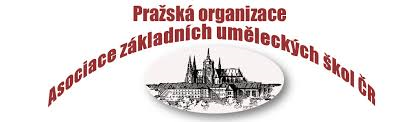 Pražská organizace
Asociace základních uměleckých škol ČR